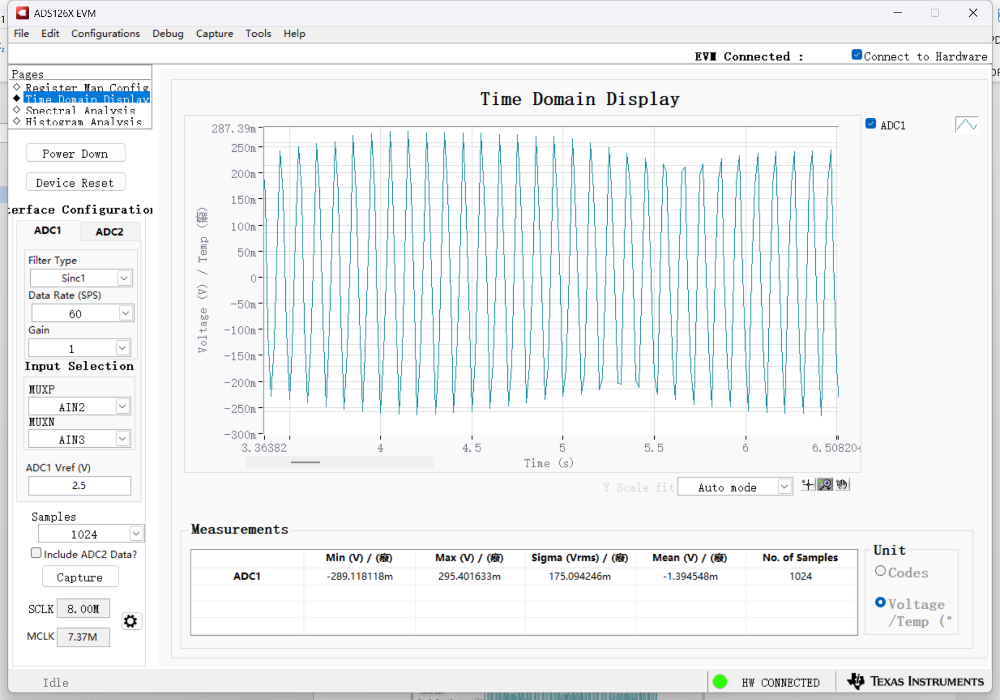 ADS126X EVM
File Edit Configurations Debug Capture Tools Help
EVM Connected :
Connect to Hardware
Pages
Register Map Config
Time Domain Display
Spectral Analysis
Histogram Analysis
Power Down
Device Reset
terface Configuration
ADC1 ADC2
Filter Type
Sinc1
Data Rate (SPS)
60
Gain
1
Input Selection
MUXP
AIN2
MUXN
AIN3
ADC1 Vref (V)
2.5
Samples
1024
Include ADC2 Data?
Capture
SCLK 8.00M
MCLK 7.37M
Time Domain Display
ADC1
287.39m
250m
200m
150m
100m
50m
0
-50m
-100m
-150m
-200m
-250m
-300m
Voltage (V) / Temp (癈)
3.36382 4 4.5 5 5.5 6 6.508204
Time (s)
Y Scale fit Auto mode
Measurements
Min (V) / (癈) Max (V) / (癈) Sigma (Vrms) / (癈) Mean (V) / (癈) No. of Samples
ADC1 -289.118118m 295.401633m 175.094246m -1.394548m 1024
Unit
Codes
Voltage
/Temp (°
Idle
HW CONNECTED
TEXAS INSTRUMENTS